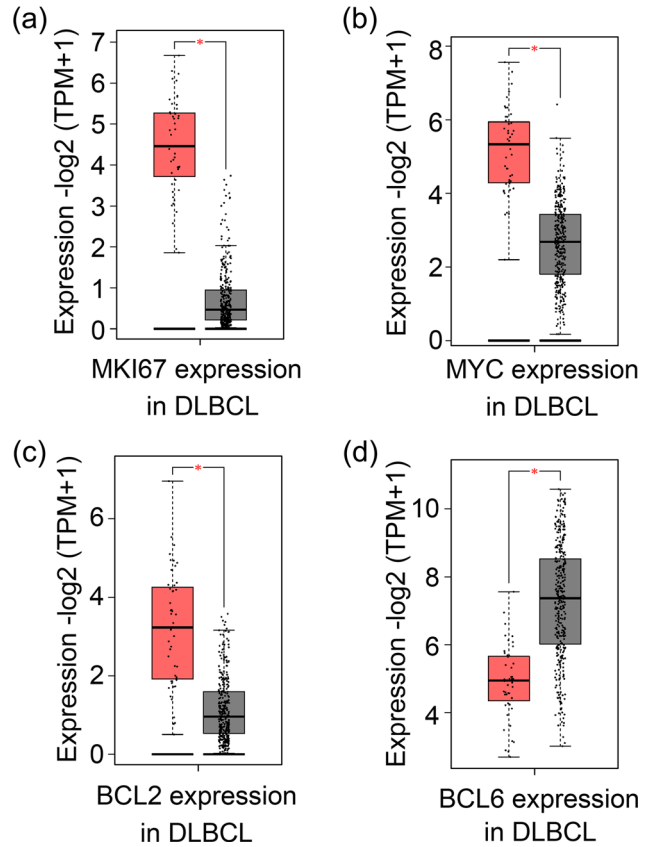 (a)
Expression -log2 (TPM+1)
7
6
5
4
3
2
1
0
*
MKI67 expression
in DLBCL
(b)
Expression -log2 (TPM+1)
8
6
4
2
0
*
MYC expression
in DLBCL
(c)
Expression -log2 (TPM+1)
6
4
2
0
*
BCL2 expression
in DLBCL
(d)
Expression -log2 (TPM+1)
10
8
6
4
*
BCL6 expression
in DLBCL